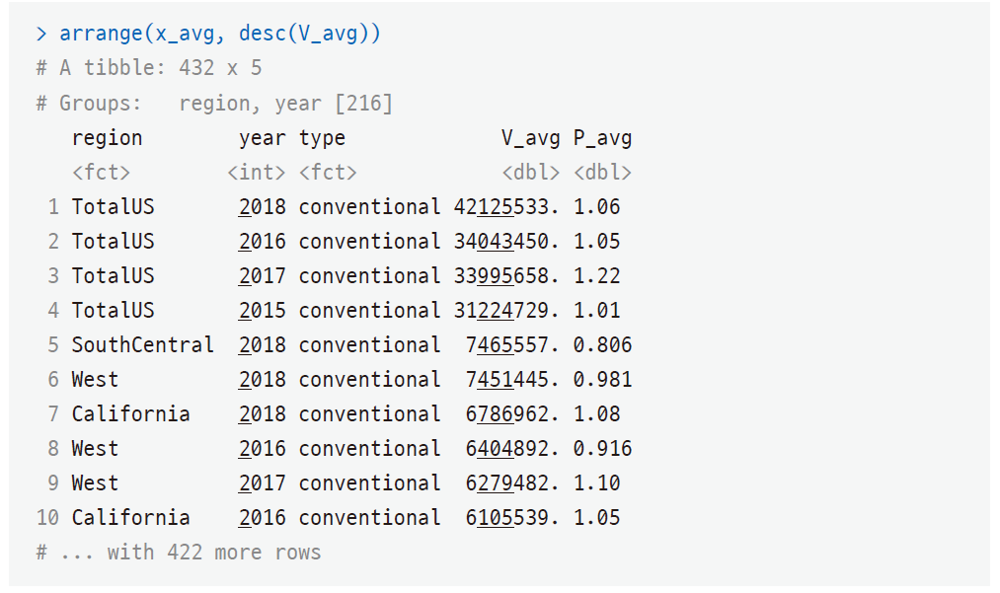 > arrange(x_avg, desc(V_avg))
# A tibble: 432 x 5
# Groups:   region, year [216]
   region        year type             V_avg P_avg
   <fct>        <int> <fct>            <dbl> <dbl>
 1 TotalUS       2018 conventional 42125533. 1.06
 2 TotalUS       2016 conventional 34043450. 1.05
 3 TotalUS       2017 conventional 33995658. 1.22
 4 TotalUS       2015 conventional 31224729. 1.01
 5 SouthCentral  2018 conventional  7465557. 0.806
 6 West          2018 conventional  7451445. 0.981
 7 California    2018 conventional  6786962. 1.08
 8 West          2016 conventional  6404892. 0.916
 9 West          2017 conventional  6279482. 1.10
10 California    2016 conventional  6105539. 1.05
# ... with 422 more rows